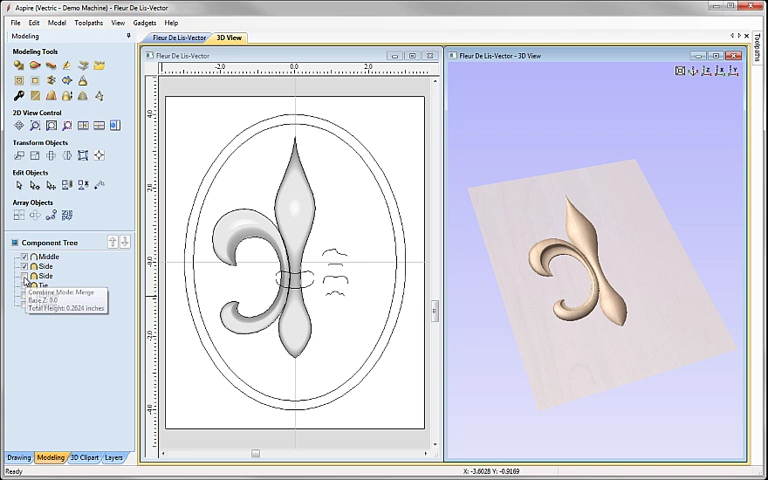 Aspire (Vectric - Demo Machine) - Fleur De Lis-Vector
File Edit Model Toolpaths View Gadgets Help
Modeling
Fleur De Lis-Vector 3D View
Toolpaths
Modeling Tools
2D View Control
Transform Objects
Edit Objects
Array Objects
Component Tree
Middle
Side
Side
Tie
Combine Mode: Merge
Base Z: 0.0
Total Height: 0.2624 inches
Drawing Modeling 3D Clipart Layers
Ready
X: -3.6028 Y: -0.9169
Fleur De Lis-Vector
-2.0 0.0 2.0
4.0
2.0
-2.0
-4.0
Fleur De Lis-Vector - 3D View